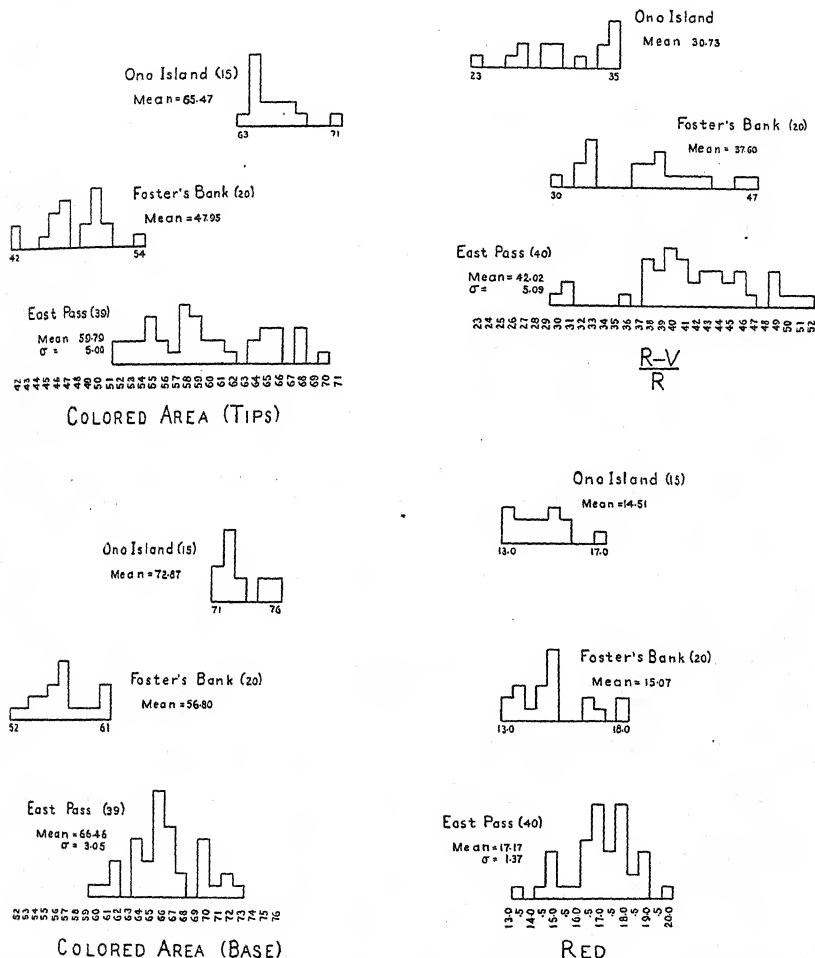 Ono Island (15)
Mean = 65.47
63 71
Foster's Bank (20)
Mean = 47.95
42 54
East Pass (39)
Mean 59.79
σ = 5.00
42 43 44 45 46 47 48 49 50 51 52 53 54 55 56 57 58 59 60 61 62 63 64 65 66 67 68 69 70 71
COLORED AREA (TIPS)
Ono Island
Mean 30.73
23 35
Foster's Bank (20)
Mean = 37.60
30 47
East Pass (40)
Mean = 42.02
σ = 5.09
23 24 25 26 27 28 29 30 31 32 33 34 35 36 37 38 39 40 41 42 43 44 45 46 47 48 49 50 51 52
R-V
R
Ono Island (15)
Mean = 72.87
71 76
Foster's Bank (20)
Mean = 56.80
52 61
East Pass (39)
Mean = 66.46
σ = 3.05
52 53 54 55 56 57 58 59 60 61 62 63 64 65 66 67 68 69 70 71 72 73 74 75 76
COLORED AREA (BASE)
Ono Island (15)
Mean = 14.51
13.0 17.0
Foster's Bank (20)
Mean = 15.07
13.0 18.0
East Pass (40)
Mean = 17.17
σ = 1.37
13.0 .5 14.0 .5 15.0 .5 16.0 .5 17.0 .5 18.0 .5 19.0 .5 20.0
RED